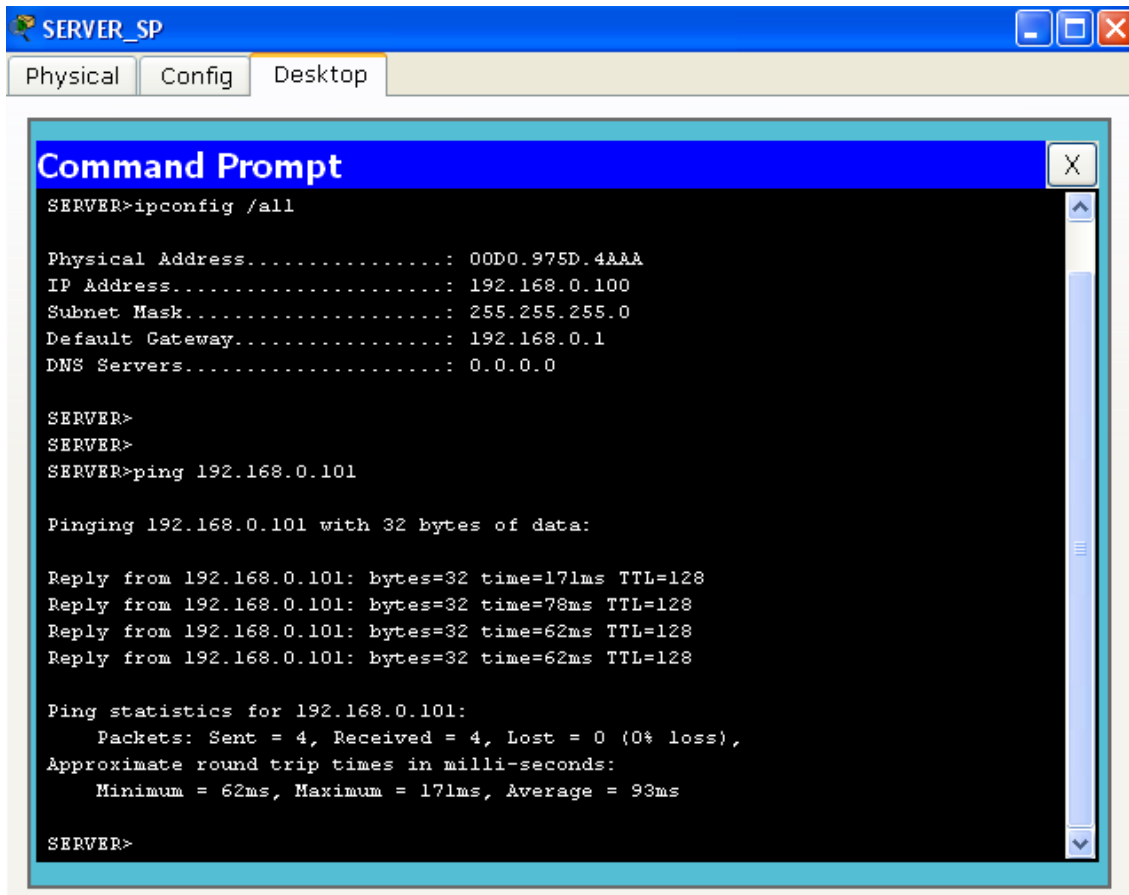 SERVER_SP
Physical Config Desktop
Command Prompt X
SERVER>ipconfig /all
Physical Address................: 00D0.975D.4AAA
IP Address......................: 192.168.0.100
Subnet Mask.....................: 255.255.255.0
Default Gateway.................: 192.168.0.1
DNS Servers.....................: 0.0.0.0
SERVER>
SERVER>
SERVER>ping 192.168.0.101
Pinging 192.168.0.101 with 32 bytes of data:
Reply from 192.168.0.101: bytes=32 time=171ms TTL=128
Reply from 192.168.0.101: bytes=32 time=78ms TTL=128
Reply from 192.168.0.101: bytes=32 time=62ms TTL=128
Reply from 192.168.0.101: bytes=32 time=62ms TTL=128
Ping statistics for 192.168.0.101:
Packets: Sent = 4, Received = 4, Lost = 0 (0% loss),
Approximate round trip times in milli-seconds:
Minimum = 62ms, Maximum = 171ms, Average = 93ms
SERVER>